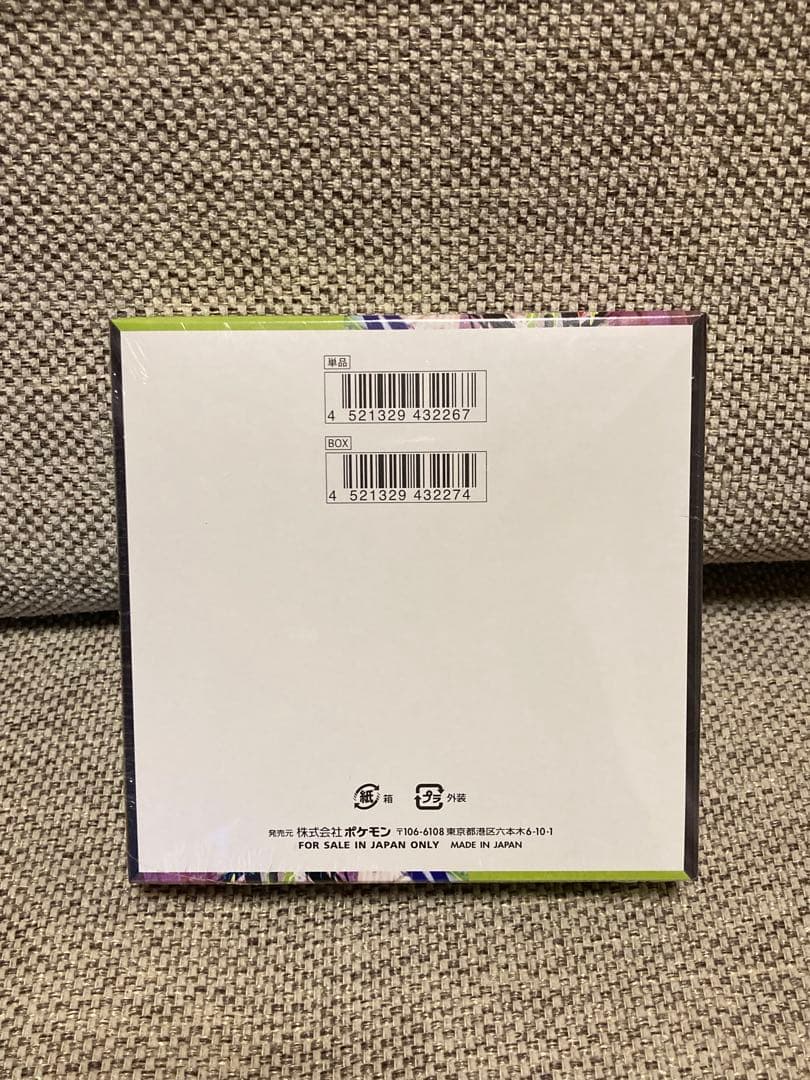 単品
4 521329 432267
BOX
4 521329 432274
紙 箱 プラ 外装
発売元 株式会社ポケモン 〒106-6108 東京都港区六本木6-10-1
FOR SALE IN JAPAN ONLY MADE IN JAPAN